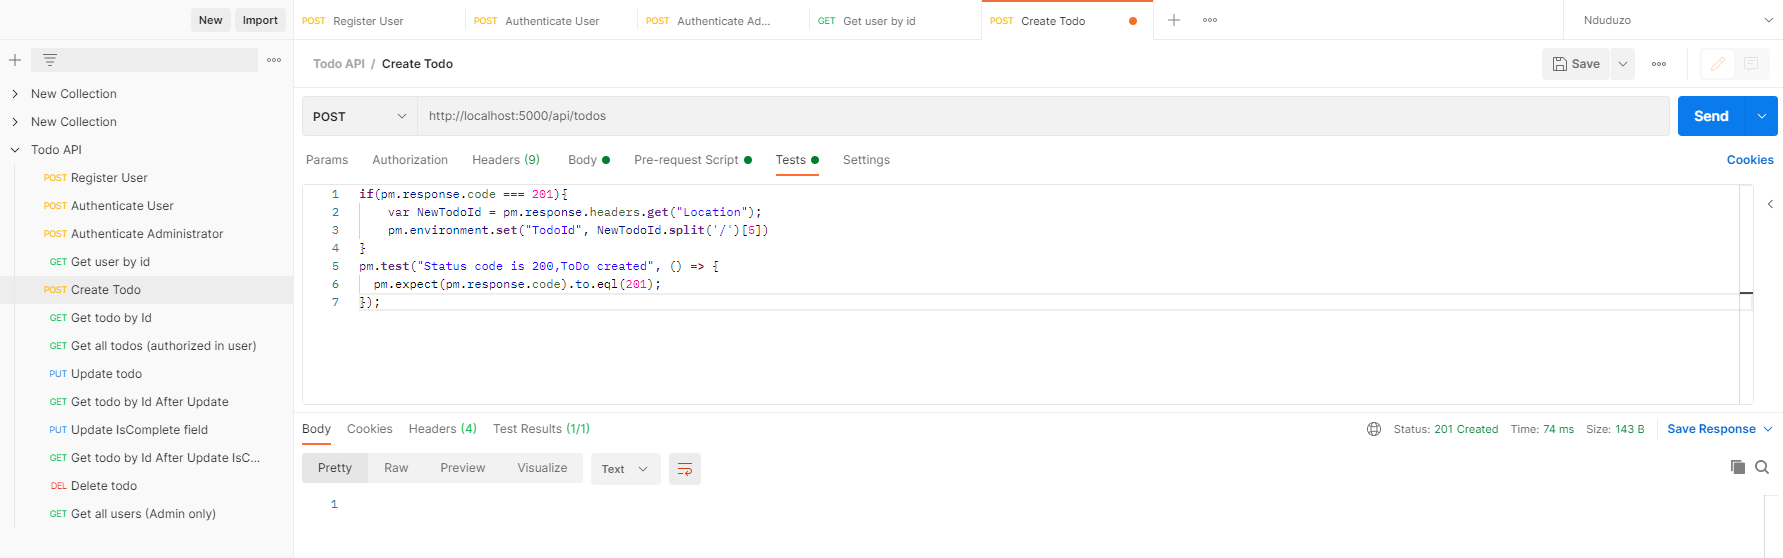 New
Import
New Collection
New Collection
Todo API
POST Register User
POST Authenticate User
POST Authenticate Administrator
GET Get user by id
POST Create Todo
GET Get todo by Id
GET Get all todos (authorized in user)
PUT Update todo
GET Get todo by Id After Update
PUT Update IsComplete field
GET Get todo by Id After Update IsC...
DEL Delete todo
GET Get all users (Admin only)
POST Register User
POST Authenticate User
POST Authenticate Ad...
GET Get user by id
POST Create Todo
Nduduzo
Todo API / Create Todo
Save
POST
http://localhost:5000/api/todos
Send
Params
Authorization
Headers (9)
Body
Pre-request Script
Tests
Settings
Cookies
1 if(pm.response.code === 201){
2 var NewTodoId = pm.response.headers.get("Location");
3 pm.environment.set("TodoId", NewTodoId.split('/')[5])
4 }
5 pm.test("Status code is 200,ToDo created", () => {
6 pm.expect(pm.response.code).to.eql(201);
7 });
Body
Cookies
Headers (4)
Test Results (1/1)
Status: 201 Created
Time: 74 ms
Size: 143 B
Save Response
Pretty
Raw
Preview
Visualize
Text
1